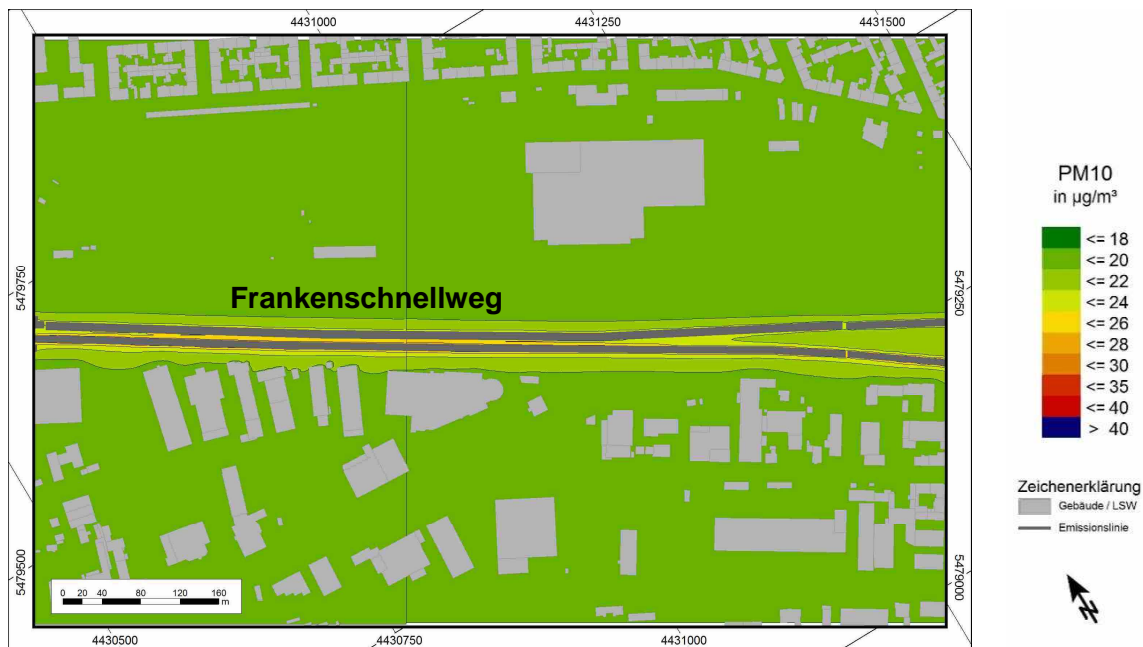 4431000
4431250
4431500
5479750
5479250
Frankenschnellweg
5479500
5479000
0 20 40 80 120 160
m
4430500
4430750
4431000
PM10
in µg/m³
<= 18
<= 20
<= 22
<= 24
<= 26
<= 28
<= 30
<= 35
<= 40
> 40
Zeichenerklärung
Gebäude / LSW
Emissionslinie
N